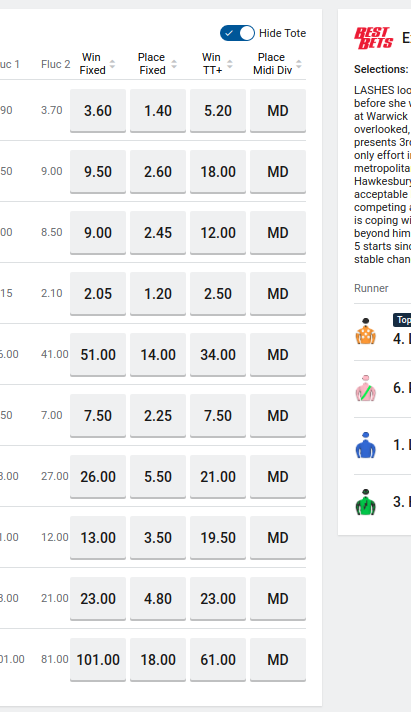 Hide Tote
uc 1 Fluc 2 Win Fixed Place Fixed Win TT+ Place Midi Div
90 3.70 3.60 1.40 5.20 MD
50 9.00 9.50 2.60 18.00 MD
00 8.50 9.00 2.45 12.00 MD
15 2.10 2.05 1.20 2.50 MD
6.00 41.00 51.00 14.00 34.00 MD
50 7.00 7.50 2.25 7.50 MD
3.00 27.00 26.00 5.50 21.00 MD
1.00 12.00 13.00 3.50 19.50 MD
3.00 21.00 23.00 4.80 23.00 MD
01.00 81.00 101.00 18.00 61.00 MD
BEST
BETS
Selections:
LASHES loo
before she w
at Warwick
overlooked,
presents 3r
only effort i
metropolita
Hawkesbury
acceptable
competing a
is coping wi
beyond him
5 starts sinc
stable chan
Runner
Top
4.
6.
1.
3.